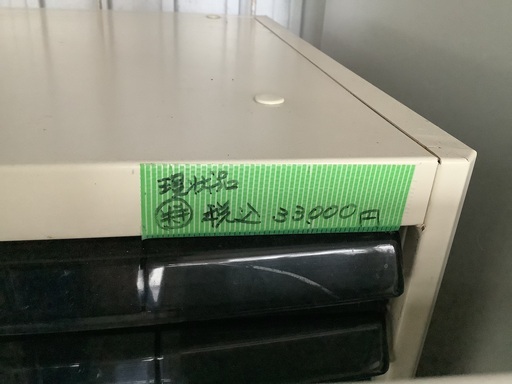 現状品
特 税込 33,000円